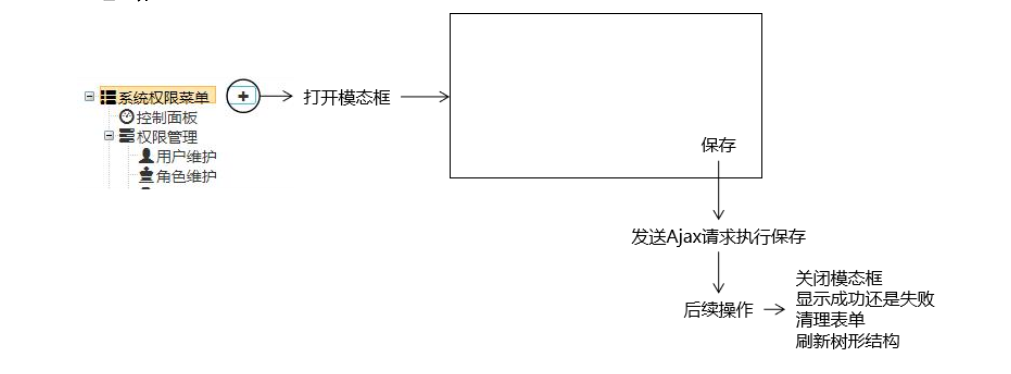 系统权限菜单
打开模态框
控制面板
权限管理
用户维护
角色维护
保存
发送Ajax请求执行保存
后续操作
关闭模态框
显示成功还是失败
清理表单
刷新树形结构